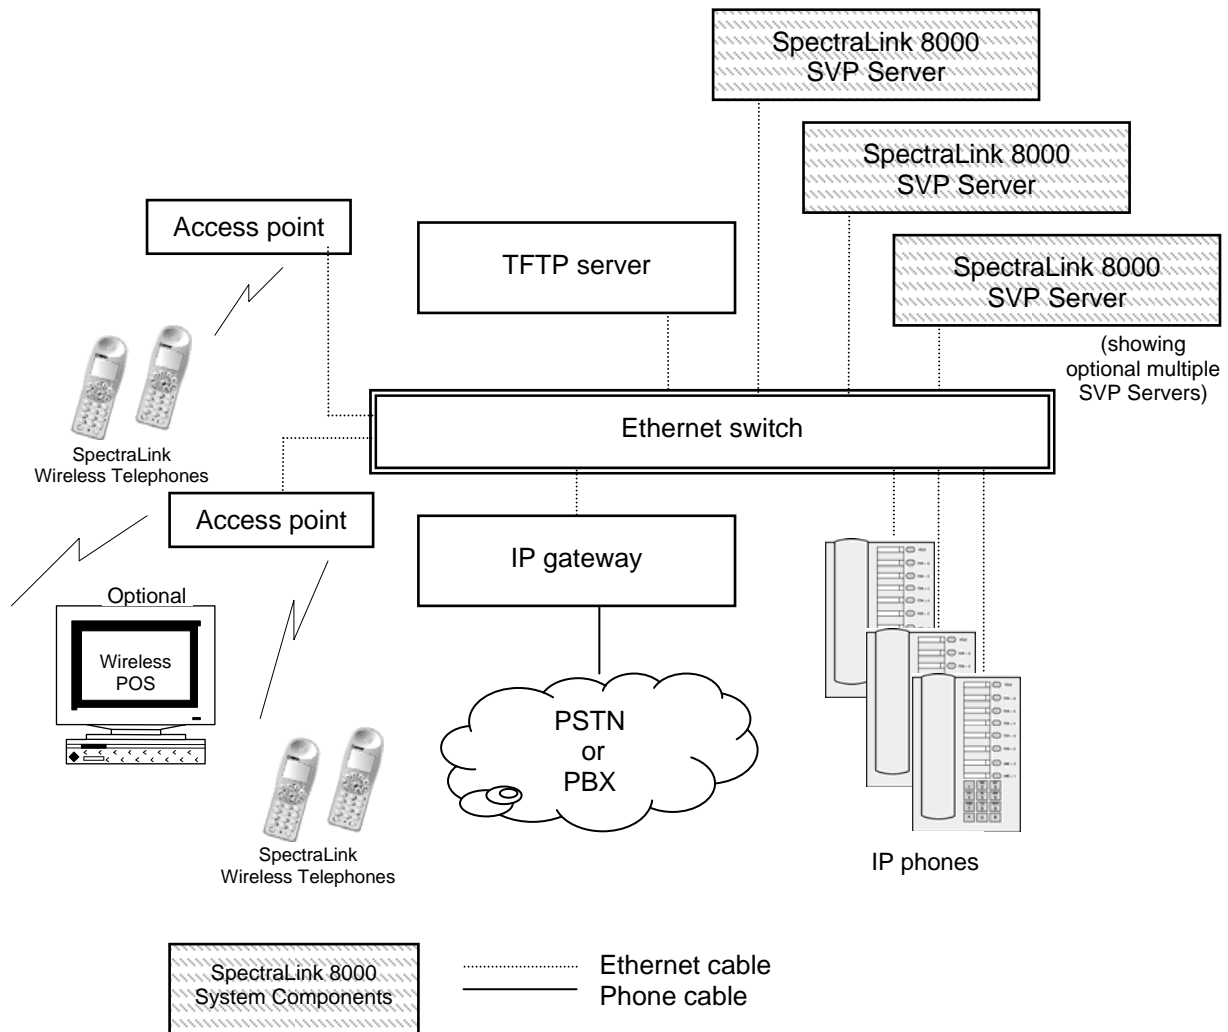 SpectraLink 8000
SVP Server
SpectraLink 8000
SVP Server
Access point
TFTP server
SpectraLink 8000
SVP Server
(showing
optional multiple
SVP Servers)
Ethernet switch
SpectraLink
Wireless Telephones
Access point
IP gateway
Optional
Wireless
POS
PSTN
or
PBX
SpectraLink
Wireless Telephones
IP phones
SpectraLink 8000
System Components
Ethernet cable
Phone cable